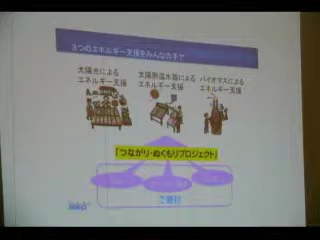 3つのエネルギー支援をみんなの手で
太陽光による
エネルギー支援
太陽熱温水器による
エネルギー支援
バイオマスによる
エネルギー支援
「つながり・ぬくもりプロジェクト」
ご寄付